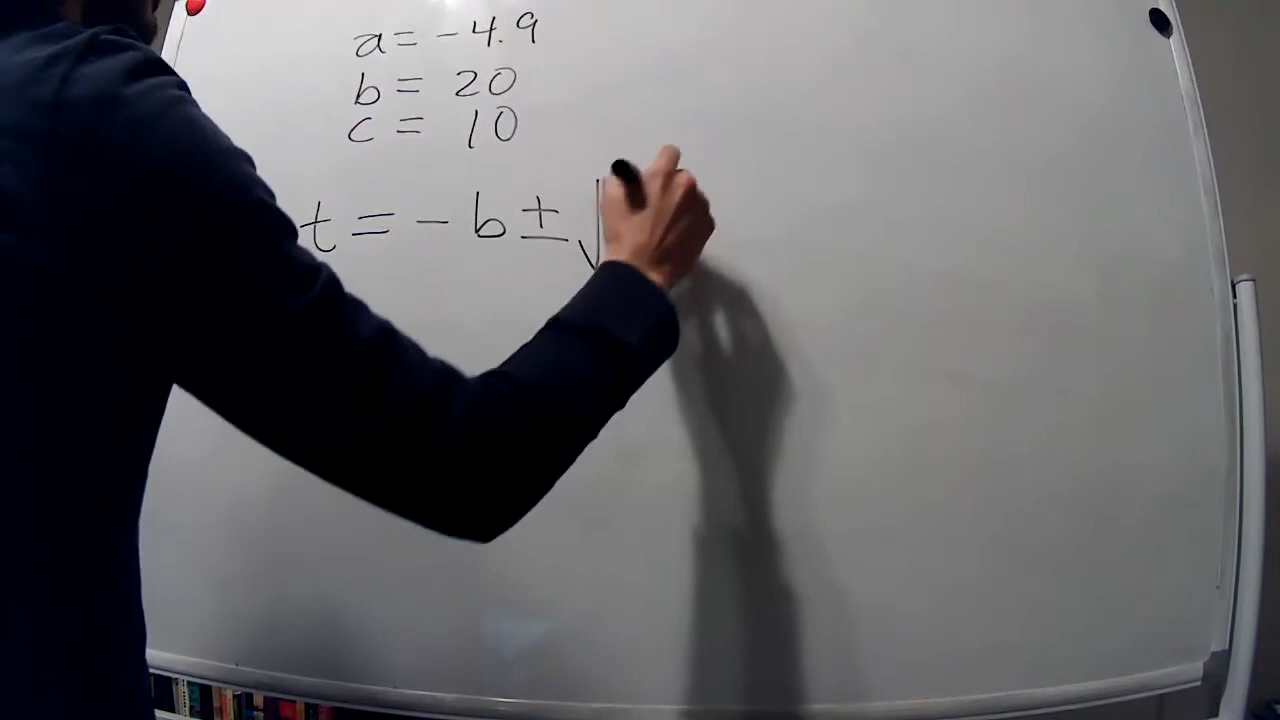 a = - 4.9
b = 20
c = 10
t = - b ± √